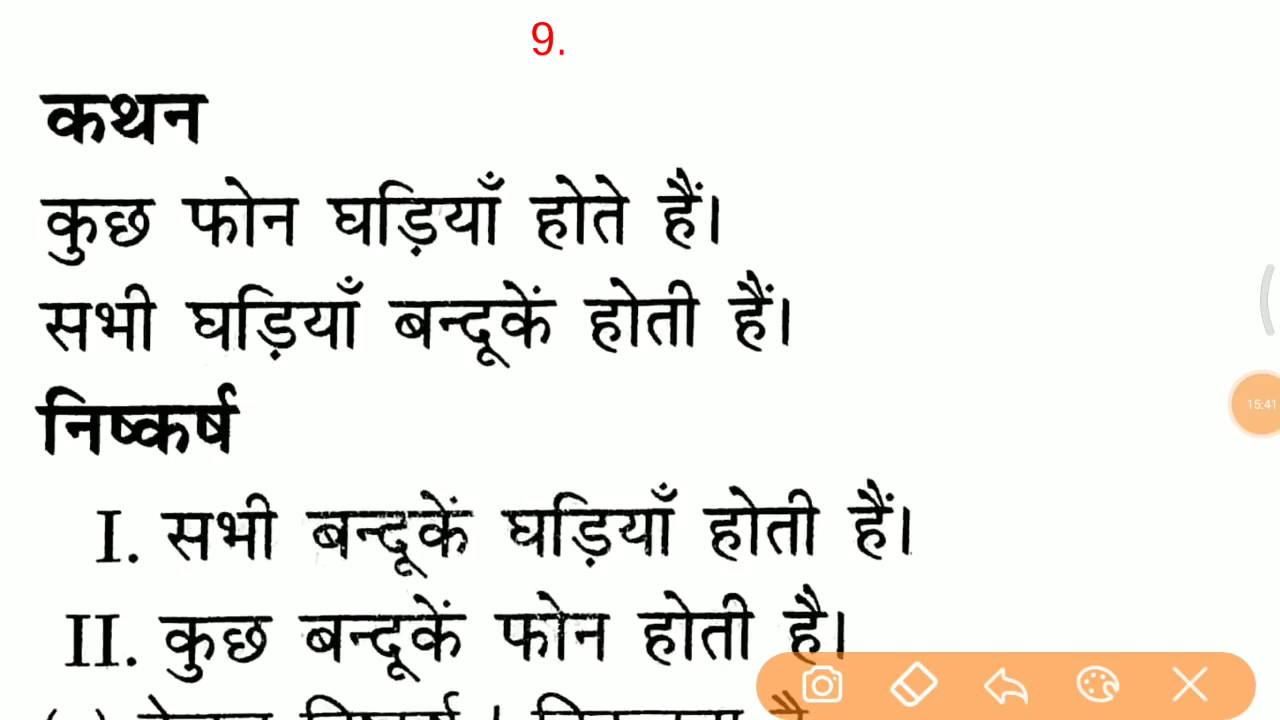 9.
कथन
कुछ फोन घड़ियाँ होते हैं।
सभी घड़ियाँ बन्दूकें होती हैं।
15:41
निष्कर्ष
I. सभी बन्दूकें घड़ियाँ होती हैं।
II. कुछ बन्दूकें फोन होती है।